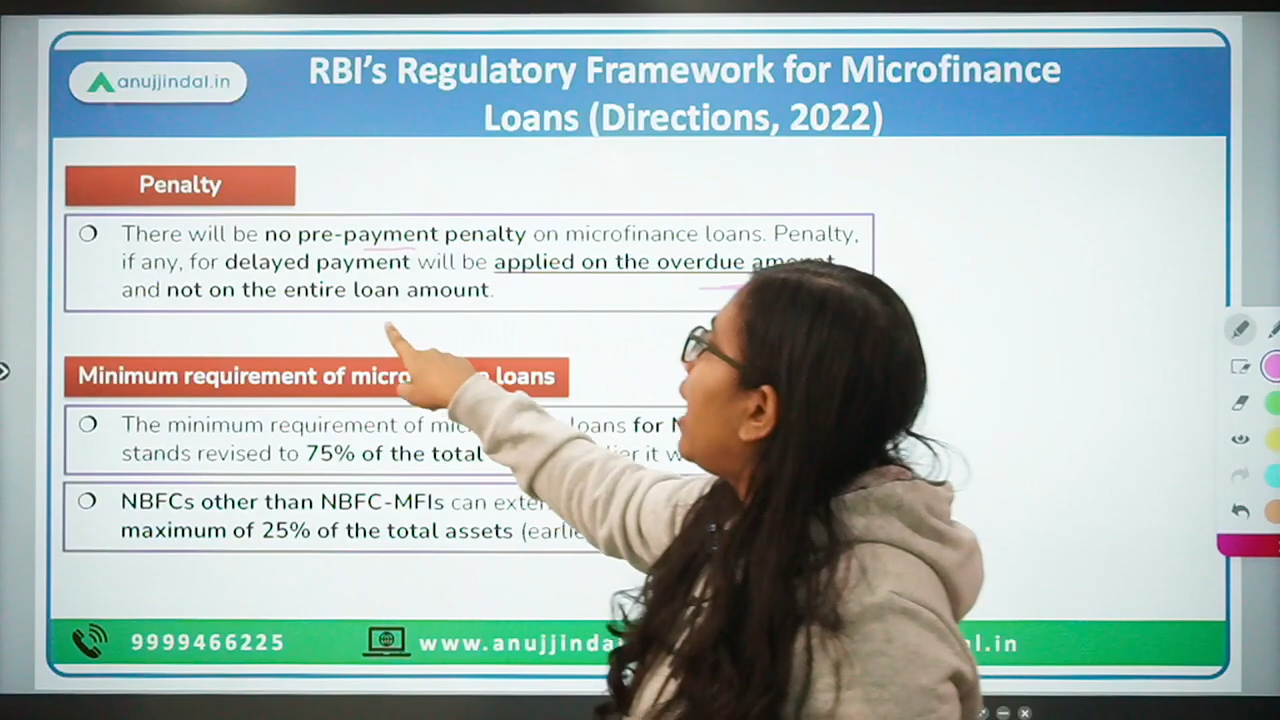 anujjindal.in
RBI's Regulatory Framework for Microfinance
Loans (Directions, 2022)
Penalty
There will be no pre-payment penalty on microfinance loans. Penalty,
if any, for delayed payment will be applied on the overdue amount
and not on the entire loan amount.
Minimum requirement of micro loans
The minimum requirement of loans for
stands revised to 75% of the total it
NBFCs other than NBFC-MFIs can
maximum of 25% of the total assets
9999466225
www.anujjinda l.in